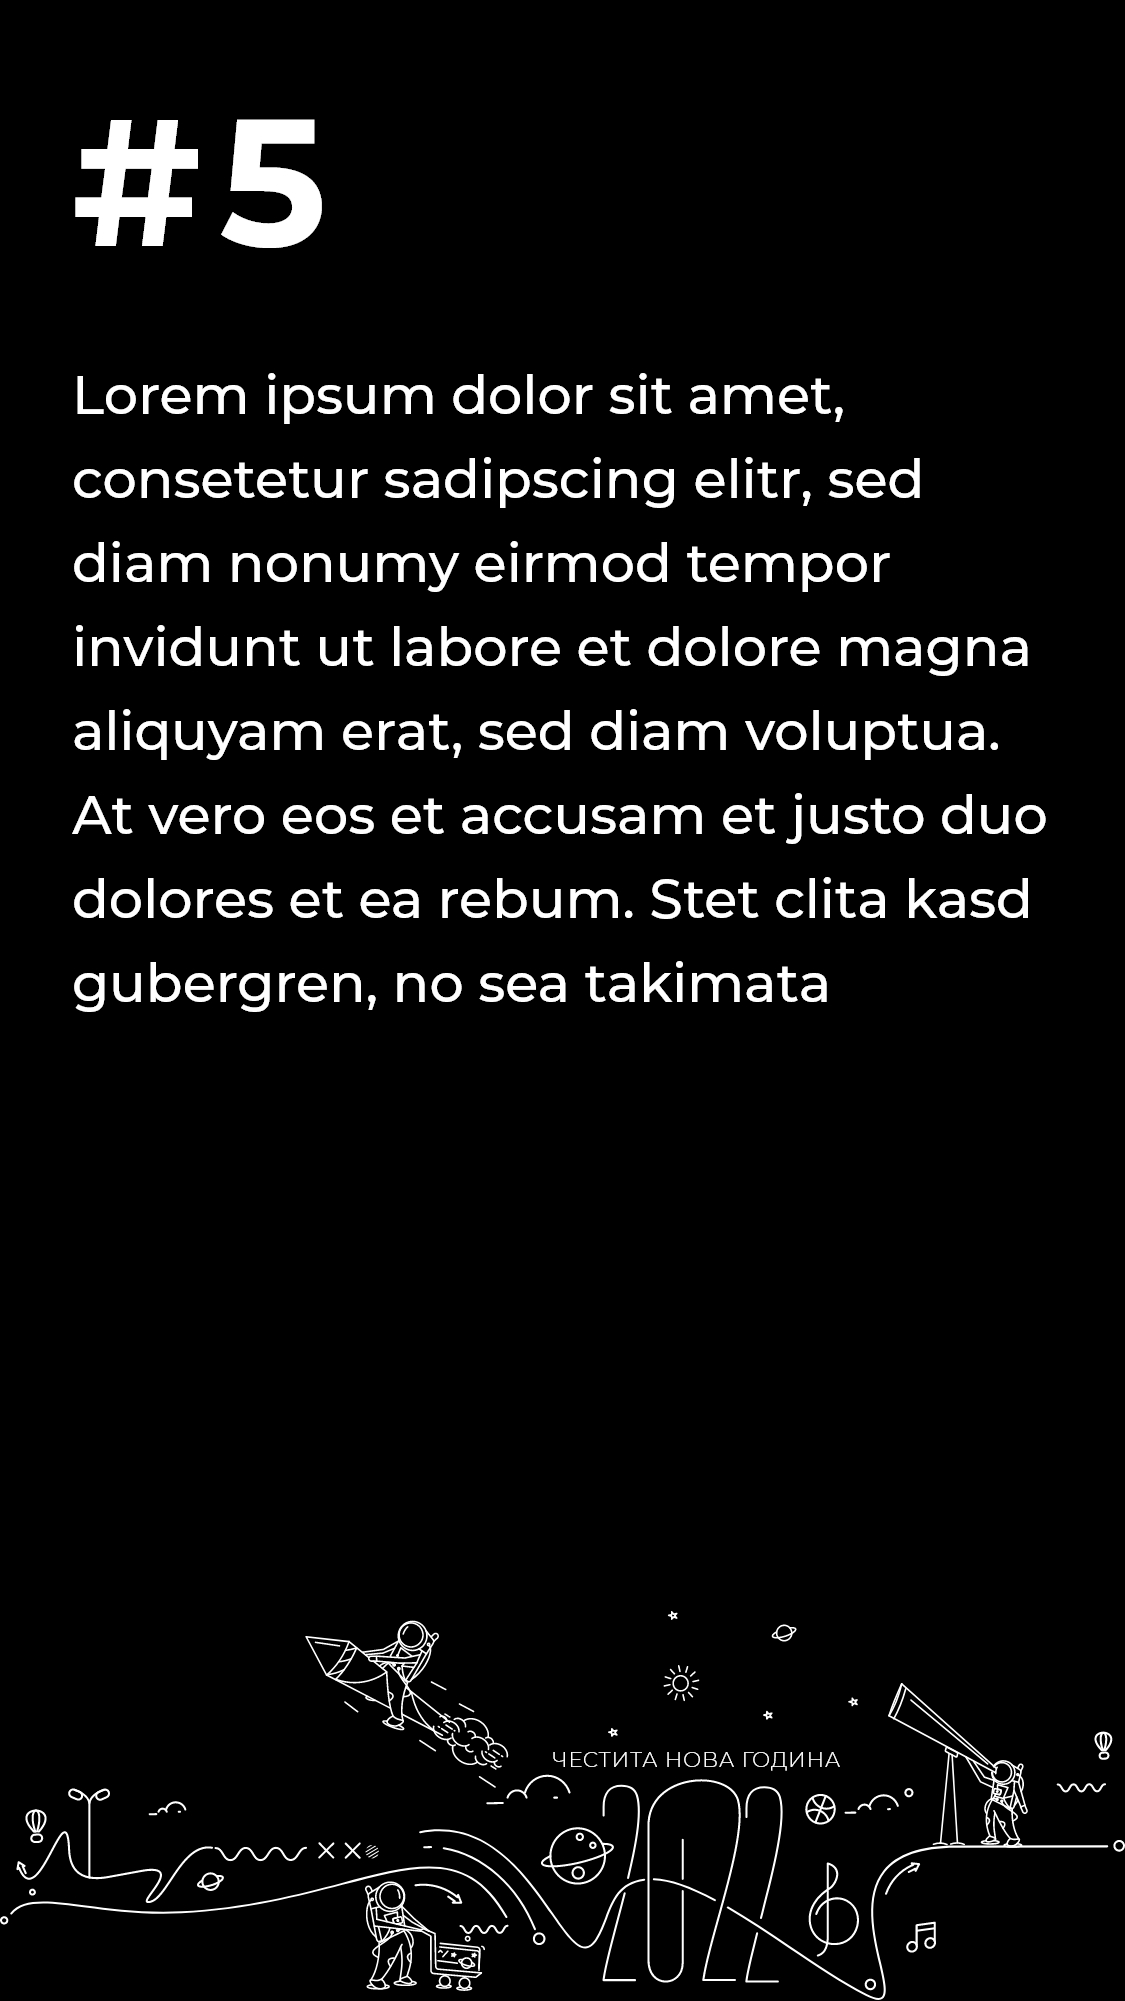 #5
Lorem ipsum dolor sit amet,
consetetur sadipscing elitr, sed
diam nonumy eirmod tempor
invidunt ut labore et dolore magna
aliquyam erat, sed diam voluptua.
At vero eos et accusam et justo duo
dolores et ea rebum. Stet clita kasd
gubergren, no sea takimata
ЧЕСТИТА НОВА ГОДИНА
2022